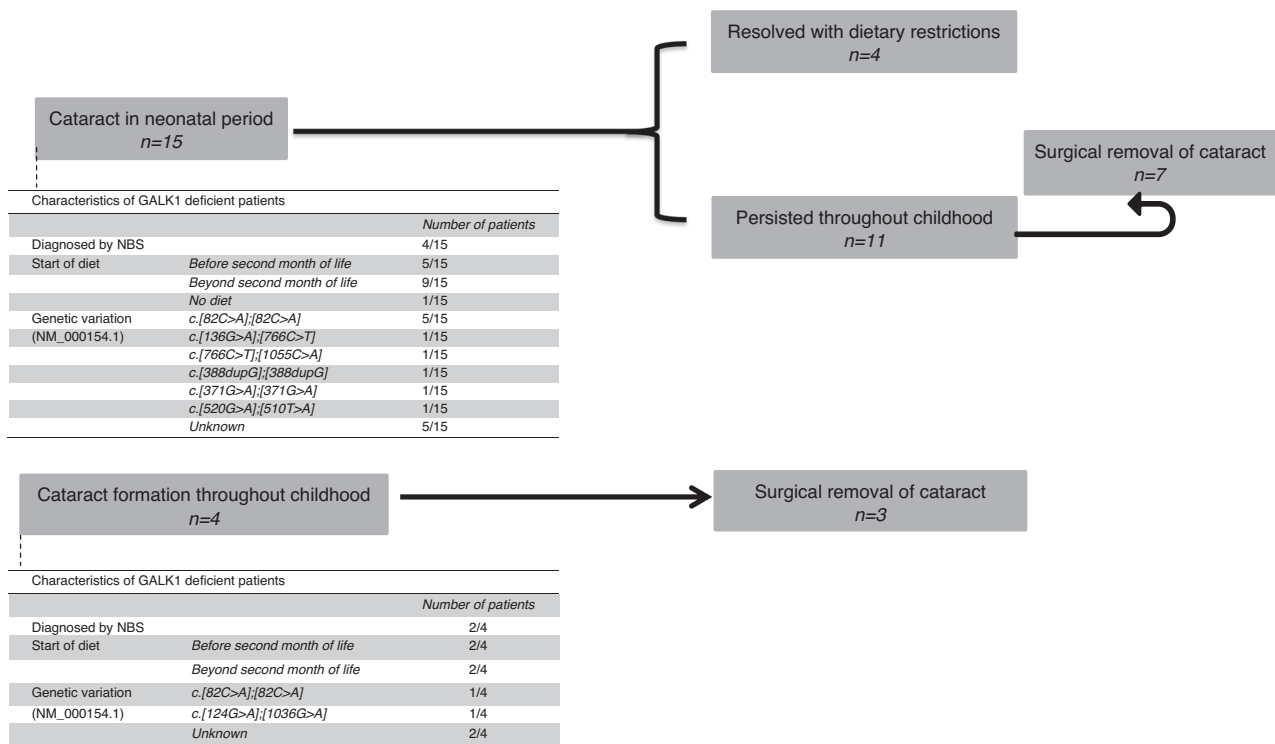 Resolved with dietary restrictions
n=4
Cataract in neonatal period
n=15
Surgical removal of cataract
n=7
Persisted throughout childhood
n=11
Characteristics of GALK1 deficient patients
Number of patients
Diagnosed by NBS 4/15
Start of diet Before second month of life 5/15
Beyond second month of life 9/15
No diet 1/15
Genetic variation c.[82C>A];[82C>A] 5/15
(NM_000154.1) c.[136G>A];[766C>T] 1/15
c.[766C>T];[1055C>A] 1/15
c.[388dupG];[388dupG] 1/15
c.[371G>A];[371G>A] 1/15
c.[520G>A];[510T>A] 1/15
Unknown 5/15
Cataract formation throughout childhood
n=4
Surgical removal of cataract
n=3
Characteristics of GALK1 deficient patients
Number of patients
Diagnosed by NBS 2/4
Start of diet Before second month of life 2/4
Beyond second month of life 2/4
Genetic variation c.[82C>A];[82C>A] 1/4
(NM_000154.1) c.[124G>A];[1036G>A] 1/4
Unknown 2/4